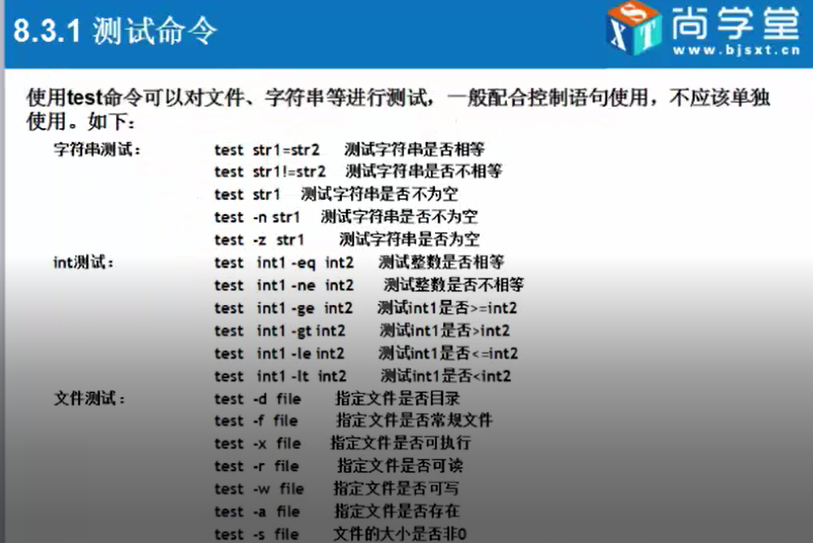 8.3.1 测试命令
SXT 尚学堂
www.bjsxt.cn
使用test命令可以对文件、字符串等进行测试，一般配合控制语句使用，不应该单独
使用。如下：
字符串测试： test str1=str2 测试字符串是否相等
test str1!=str2 测试字符串是否不相等
test str1 测试字符串是否不为空
test -n str1 测试字符串是否不为空
test -z str1 测试字符串是否为空
int测试： test int1 -eq int2 测试整数是否相等
test int1 -ne int2 测试整数是否不相等
test int1 -ge int2 测试int1是否>=int2
test int1 -gt int2 测试int1是否>int2
test int1 -le int2 测试int1是否<=int2
test int1 -lt int2 测试int1是否<int2
文件测试： test -d file 指定文件是否目录
test -f file 指定文件是否常规文件
test -x file 指定文件是否可执行
test -r file 指定文件是否可读
test -w file 指定文件是否可写
test -a file 指定文件是否存在
test -s file 文件的大小是否非0